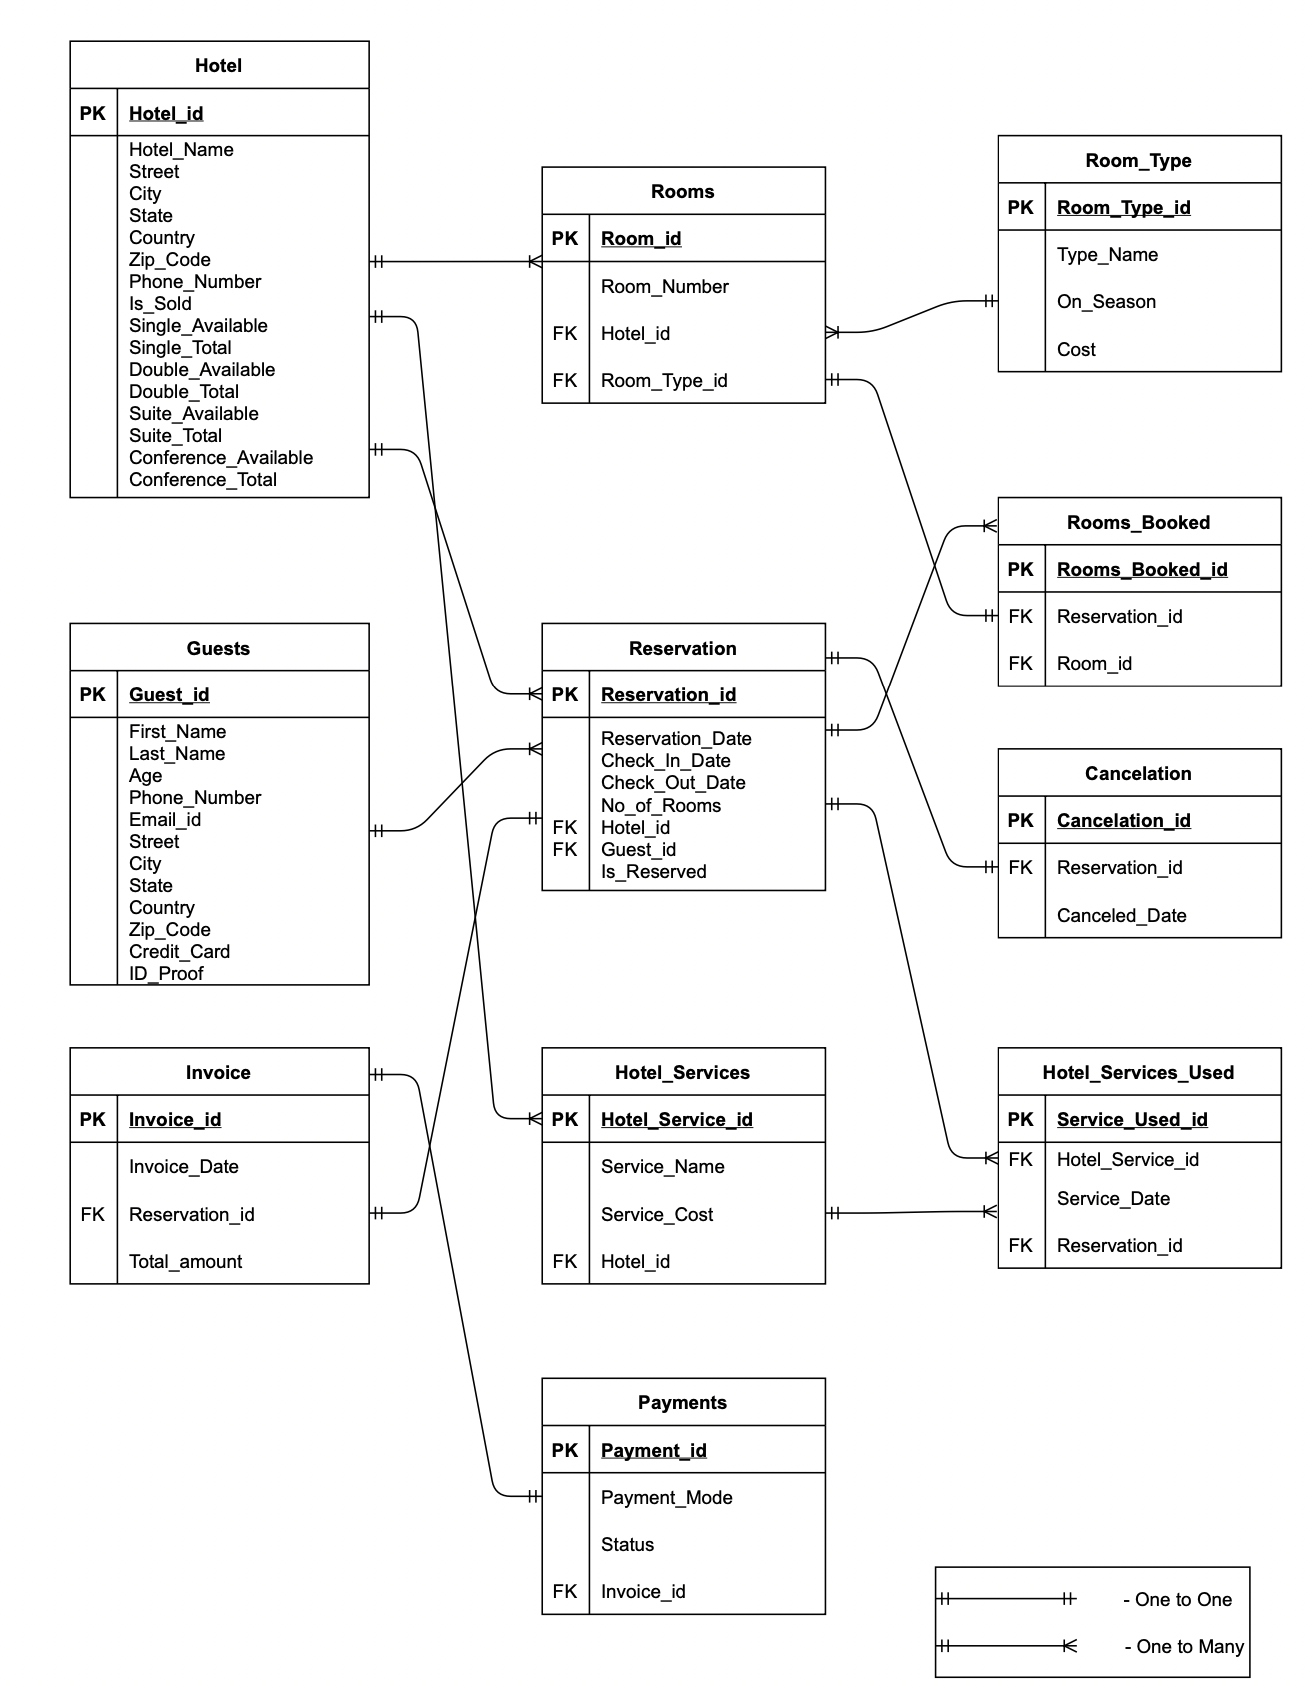 Hotel
PK Hotel_id
Hotel_Name
Street
City
State
Country
Zip_Code
Phone_Number
Is_Sold
Single_Available
Single_Total
Double_Available
Double_Total
Suite_Available
Suite_Total
Conference_Available
Conference_Total
Rooms
PK Room_id
Room_Number
FK Hotel_id
FK Room_Type_id
Room_Type
PK Room_Type_id
Type_Name
On_Season
Cost
Rooms_Booked
PK Rooms_Booked_id
FK Reservation_id
FK Room_id
Guests
PK Guest_id
First_Name
Last_Name
Age
Phone_Number
Email_id
Street
City
State
Country
Zip_Code
Credit_Card
ID_Proof
Reservation
PK Reservation_id
Reservation_Date
Check_In_Date
Check_Out_Date
No_of_Rooms
FK Hotel_id
FK Guest_id
Is_Reserved
Cancelation
PK Cancelation_id
FK Reservation_id
Canceled_Date
Invoice
PK Invoice_id
Invoice_Date
FK Reservation_id
Total_amount
Hotel_Services
PK Hotel_Service_id
Service_Name
Service_Cost
FK Hotel_id
Hotel_Services_Used
PK Service_Used_id
FK Hotel_Service_id
Service_Date
FK Reservation_id
Payments
PK Payment_id
Payment_Mode
Status
FK Invoice_id
- One to One
- One to Many